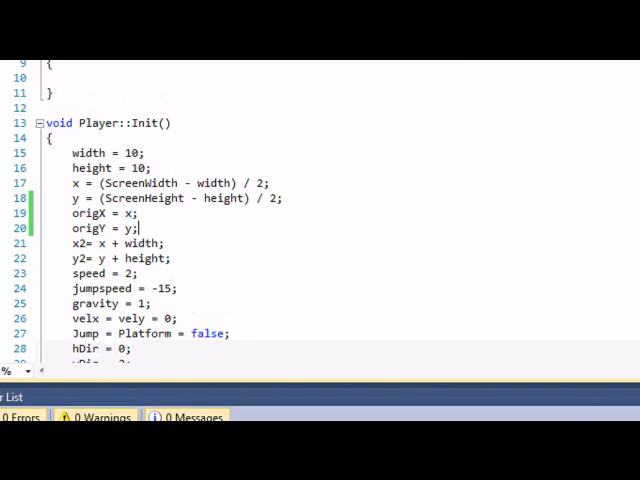 9 {
10
11 }
12
13 void Player::Init()
14 {
15 width = 10;
16 height = 10;
17 x = (ScreenWidth - width) / 2;
18 y = (ScreenHeight - height) / 2;
19 origX = x;
20 origY = y;
21 x2= x + width;
22 y2= y + height;
23 speed = 2;
24 jumpspeed = -15;
25 gravity = 1;
26 velx = vely = 0;
27 Jump = Platform = false;
28 hDir = 0;
%
r List
0 Errors 0 Warnings 0 Messages